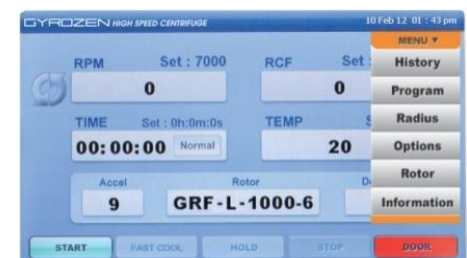 GYROZEN HIGH SPEED CENTRIFUGE 10 Feb 12 01 : 43 pm
MENU ▼
RPM Set : 7000 RCF Set :
History
0 0
Program
TIME Set : 0h:0m:0s TEMP
Radius
00:00:00 Normal 20
Options
Accel Rotor
Rotor
9 GRF-L-1000-6
Information
START FAST COOL HOLD STOP DOOR